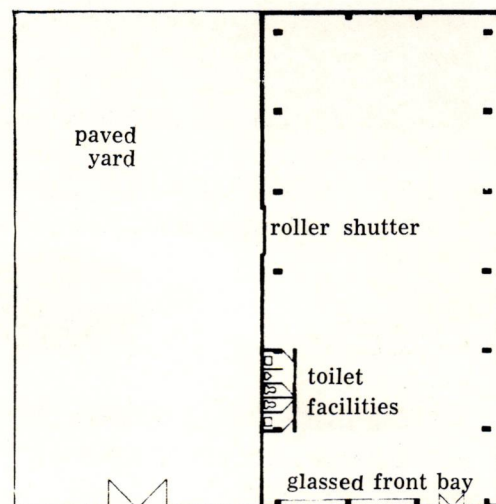 paved
yard
roller shutter
toilet
facilities
glassed front bay